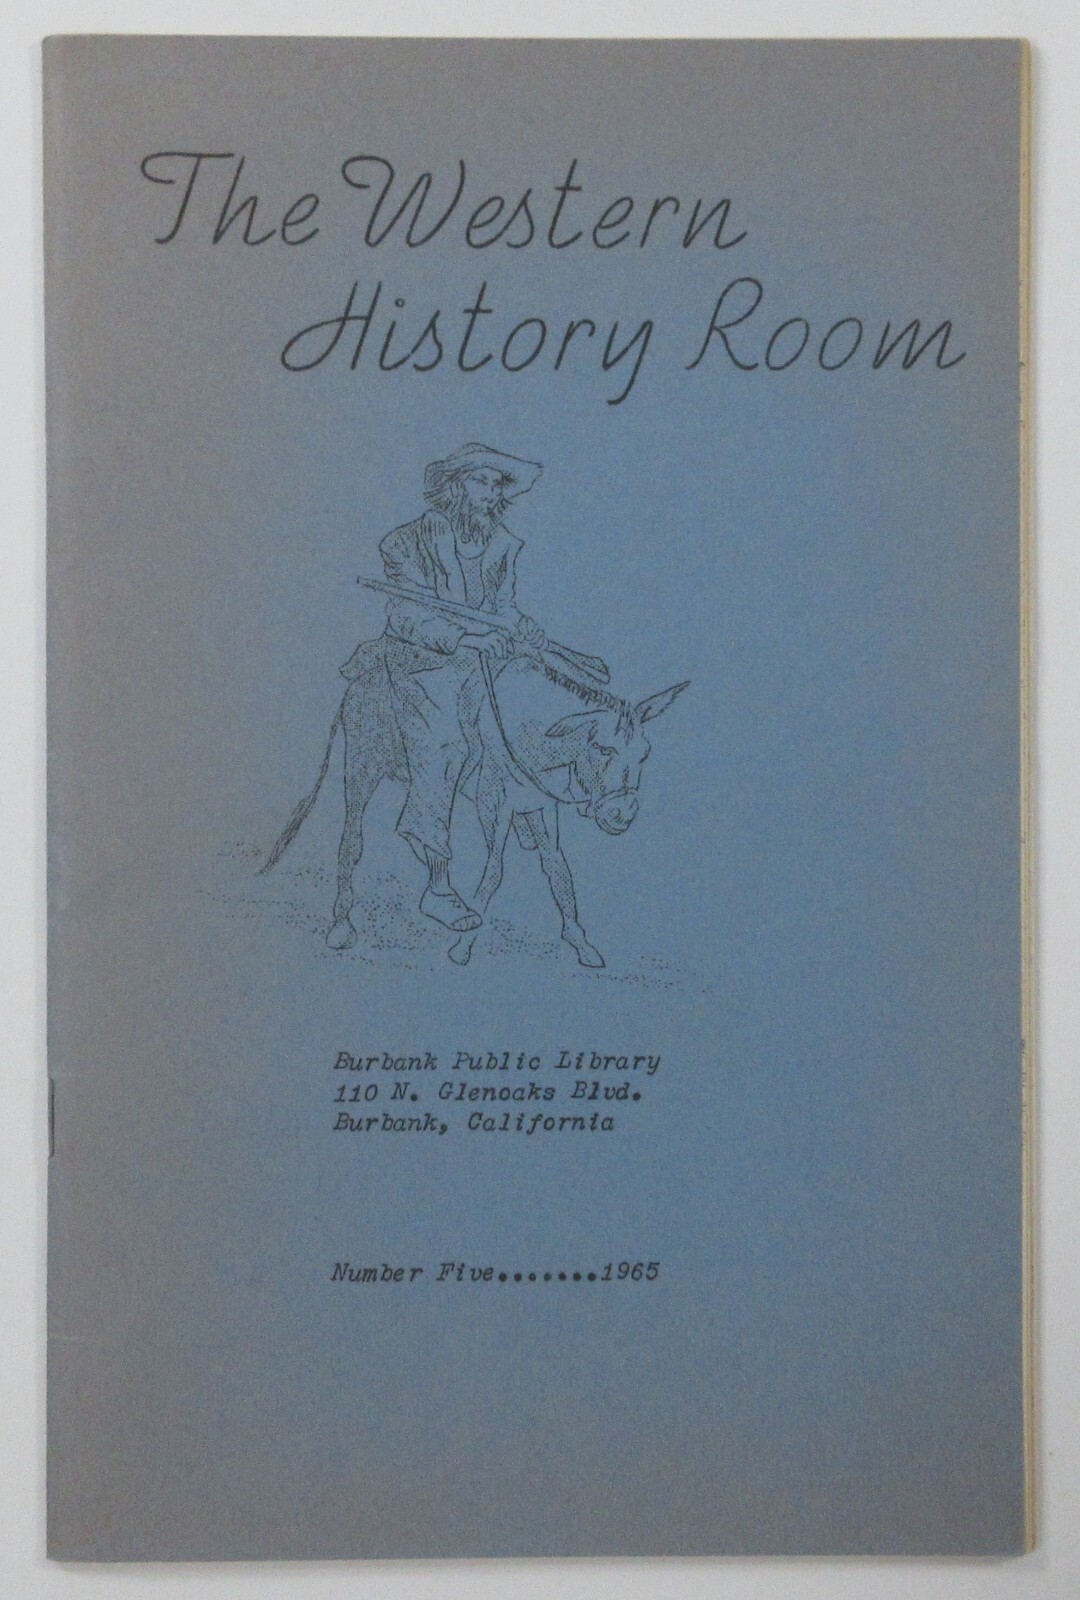 The Western
History Room
Burbank Public Library
110 N. Glenoaks Blvd.
Burbank, California
Number Five.......1965